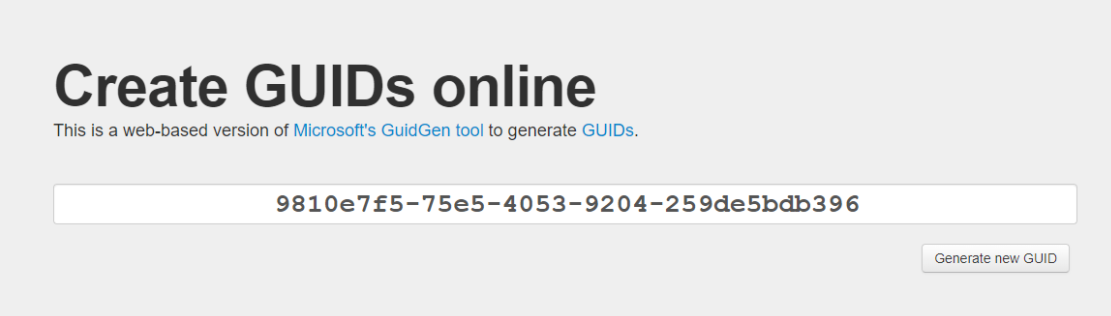 Create GUIDs online
This is a web-based version of Microsoft's GuidGen tool to generate GUIDs.
9810e7f5-75e5-4053-9204-259de5bdb396
Generate new GUID